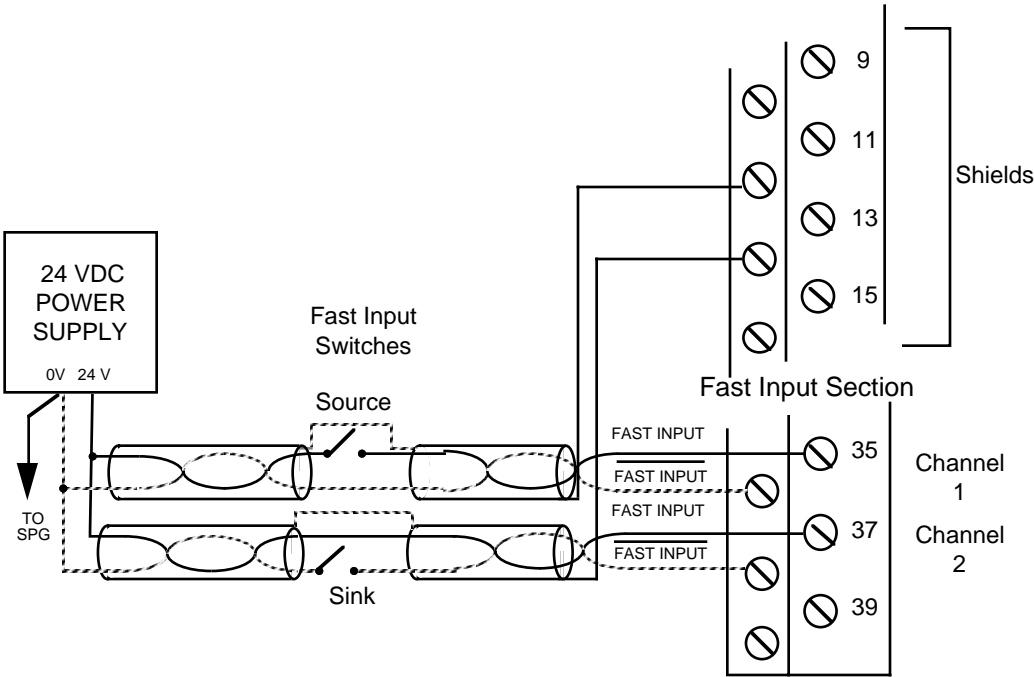 9
11
Shields
13
15
24 VDC
POWER
SUPPLY
0V 24 V
Fast Input
Switches
Fast Input Section
Source
FAST INPUT
35
Channel
1
FAST INPUT
TO
SPG
FAST INPUT
37
Channel
2
FAST INPUT
Sink
39